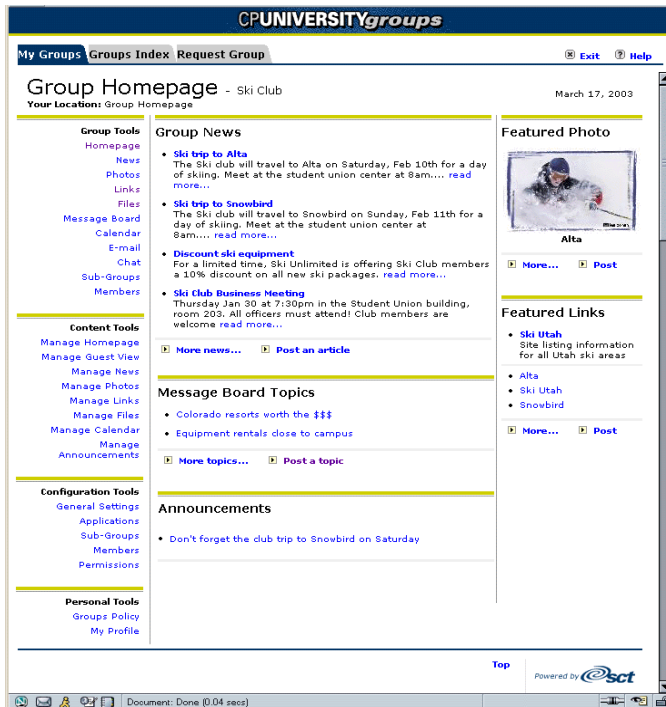 CPUNIVERSITYgroups
My Groups Groups Index Request Group
Exit Help
Group Homepage - Ski Club
March 17, 2003
Your Location: Group Homepage
Group Tools
Homepage
News
Photos
Links
Files
Message Board
Calendar
E-mail
Chat
Sub-Groups
Members
Content Tools
Manage Homepage
Manage Guest View
Manage News
Manage Photos
Manage Links
Manage Files
Manage Calendar
Manage
Announcements
Configuration Tools
General Settings
Applications
Sub-Groups
Members
Permissions
Personal Tools
Groups Policy
My Profile
Group News
Ski trip to Alta
The Ski club will travel to Alta on Saturday, Feb 10th for a day
of skiing. Meet at the student union center at 8am.... read
more...
Ski trip to Snowbird
The Ski club will travel to Snowbird on Sunday, Feb 11th for a
day of skiing. Meet at the student union center at
8am.... read more...
Discount ski equipment
For a limited time, Ski Unlimited is offering Ski Club members
a 10% discount on all new ski packages. read more...
Ski Club Business Meeting
Thursday Jan 30 at 7:30pm in the Student Union building,
room 203. All officers must attend! Club members are
welcome read more...
More news... Post an article
Message Board Topics
Colorado resorts worth the $$$
Equipment rentals close to campus
More topics... Post a topic
Announcements
Don't forget the club trip to Snowbird on Saturday
Featured Photo
Alta
More... Post
Featured Links
Ski Utah
Site listing information
for all Utah ski areas
Alta
Ski Utah
Snowbird
More... Post
Top
Powered by sct
Document: Done (0.04 secs)